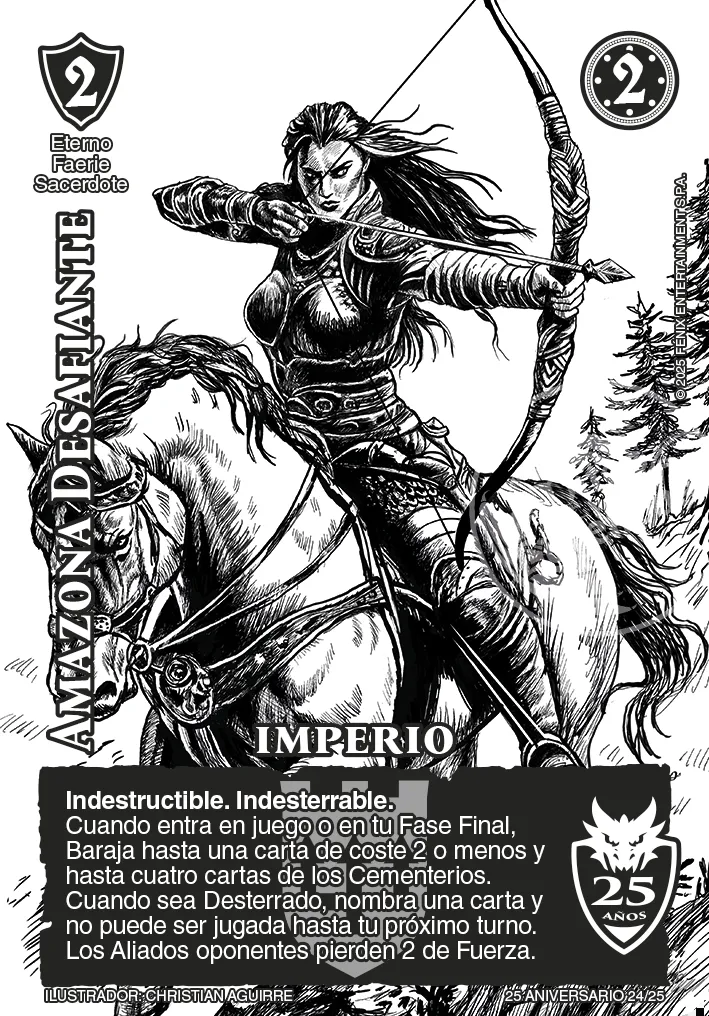 2
2
Eterno
Faerie
Sacerdote
AMAZONA DESAFIANTE
© 2025 FENIX ENTERTAINMENT S.P.A.
IMPERIO
Indestructible. Indesterrable.
Cuando entra en juego o en tu Fase Final,
Baraja hasta una carta de coste 2 o menos y
hasta cuatro cartas de los Cementerios.
Cuando sea Desterrado, nombra una carta y
no puede ser jugada hasta tu próximo turno.
Los Aliados oponentes pierden 2 de Fuerza.
25
AÑOS
ILUSTRADOR: CHRISTIAN AGUIRRE
25 ANIVERSARIO 24/25